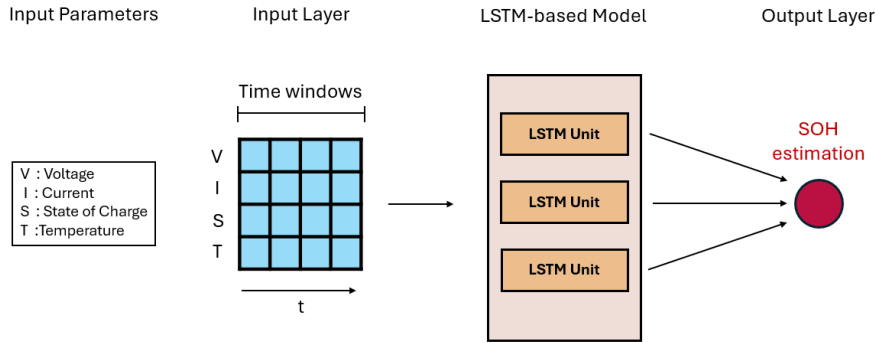 Input Parameters
Input Layer
LSTM-based Model
Output Layer
V : Voltage
I : Current
S : State of Charge
T :Temperature
Time windows
V
I
S
T
t
LSTM Unit
LSTM Unit
LSTM Unit
SOH
estimation